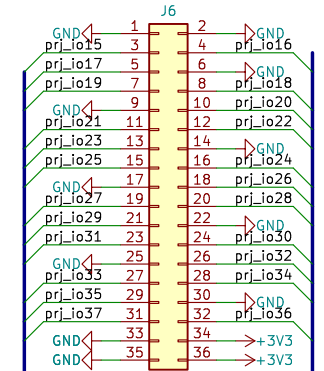 J6
GND 1 2 GND
prj_io15 3 4 prj_io16
prj_io17 5 6 GND
prj_io19 7 8 prj_io18
GND 9 10 prj_io20
prj_io21 11 12 prj_io22
prj_io23 13 14 GND
prj_io25 15 16 prj_io24
GND 17 18 prj_io26
prj_io27 19 20 prj_io28
prj_io29 21 22 GND
prj_io31 23 24 prj_io30
GND 25 26 prj_io32
prj_io33 27 28 prj_io34
prj_io35 29 30 GND
prj_io37 31 32 prj_io36
GND 33 34 +3V3
GND 35 36 +3V3